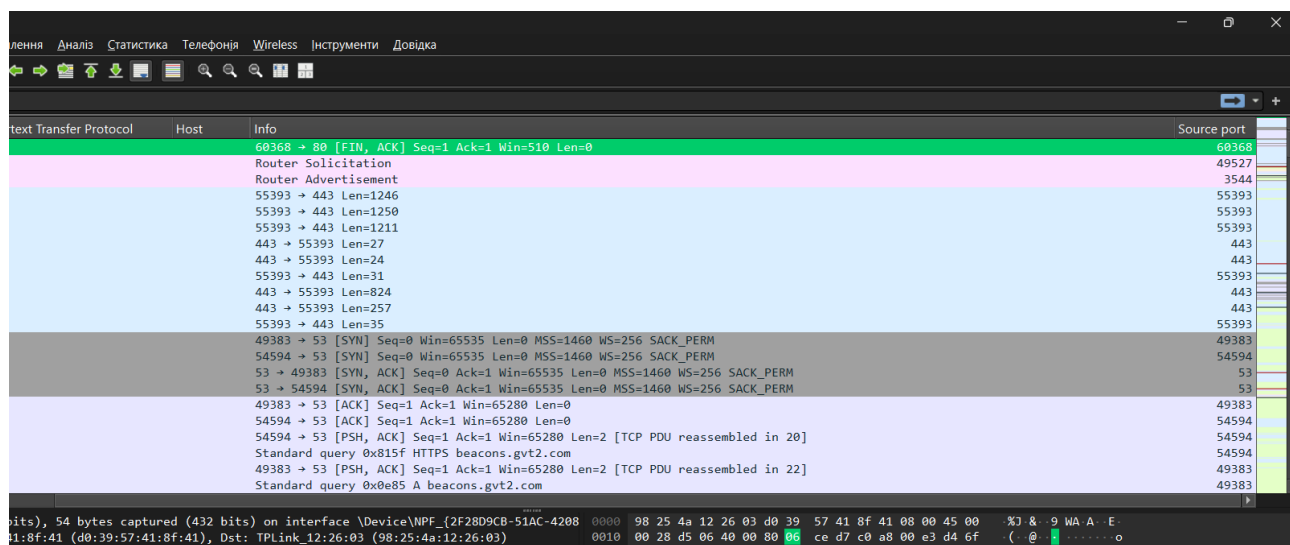 лення Аналіз Статистика Телефонія Wireless Інструменти Довідка
text Transfer Protocol Host Info Source port
60368 → 80 [FIN, ACK] Seq=1 Ack=1 Win=510 Len=0 60368
Router Solicitation 49527
Router Advertisement 3544
55393 → 443 Len=1246 55393
55393 → 443 Len=1250 55393
55393 → 443 Len=1211 55393
443 → 55393 Len=27 443
443 → 55393 Len=24 443
55393 → 443 Len=31 55393
443 → 55393 Len=824 443
443 → 55393 Len=257 443
55393 → 443 Len=35 55393
49383 → 53 [SYN] Seq=0 Win=65535 Len=0 MSS=1460 WS=256 SACK_PERM 49383
54594 → 53 [SYN] Seq=0 Win=65535 Len=0 MSS=1460 WS=256 SACK_PERM 54594
53 → 49383 [SYN, ACK] Seq=0 Ack=1 Win=65535 Len=0 MSS=1460 WS=256 SACK_PERM 53
53 → 54594 [SYN, ACK] Seq=0 Ack=1 Win=65535 Len=0 MSS=1460 WS=256 SACK_PERM 53
49383 → 53 [ACK] Seq=1 Ack=1 Win=65280 Len=0 49383
54594 → 53 [ACK] Seq=1 Ack=1 Win=65280 Len=0 54594
54594 → 53 [PSH, ACK] Seq=1 Ack=1 Win=65280 Len=2 [TCP PDU reassembled in 20] 54594
Standard query 0x815f HTTPS beacons.gvt2.com 54594
49383 → 53 [PSH, ACK] Seq=1 Ack=1 Win=65280 Len=2 [TCP PDU reassembled in 22] 49383
Standard query 0x0e85 A beacons.gvt2.com 49383
bits), 54 bytes captured (432 bits) on interface \Device\NPF_{2F28D9CB-51AC-4208 0000 98 25 4a 12 26 03 d0 39 57 41 8f 41 08 00 45 00 ·%J·&··9 WA·A··E·
41:8f:41 (d0:39:57:41:8f:41), Dst: TPLink_12:26:03 (98:25:4a:12:26:03) 0010 00 28 d5 06 40 00 80 06 ce d7 c0 a8 00 e3 d4 6f ·(··@··· ·······o